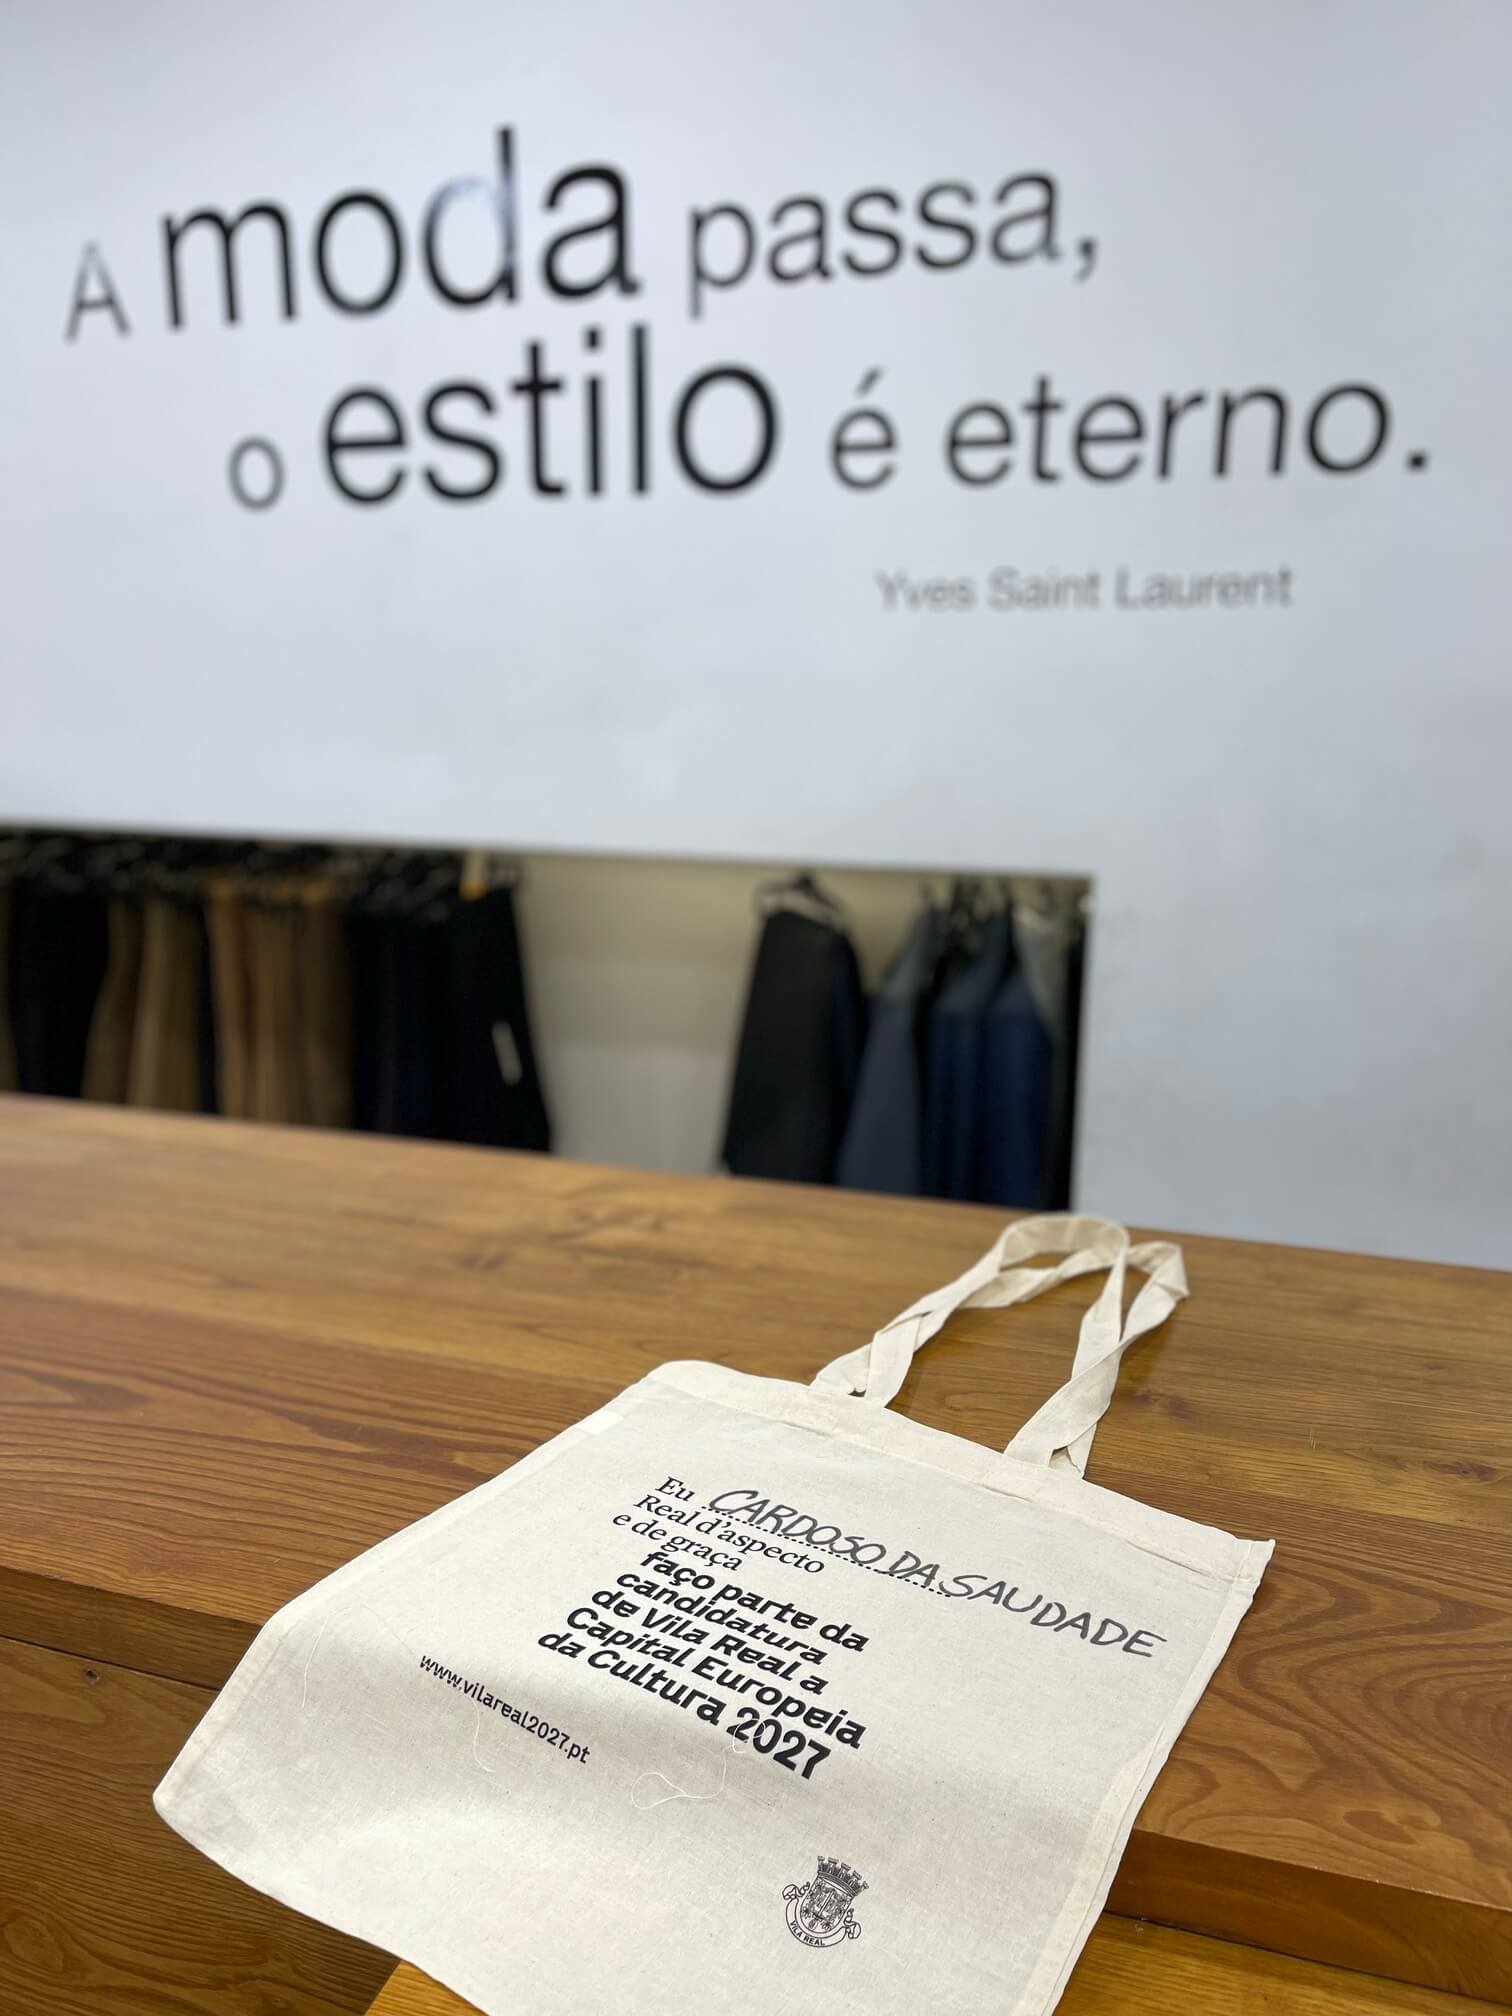 A moda passa,
o estilo é eterno.
Yves Saint Laurent
Eu CARDOSO DA SAUDADE
Real d'aspecto
e de graça
faço parte da
candidatura
de Vila Real a
Capital Europeia
da Cultura 2027
www.vilareal2027.pt
VILA REAL